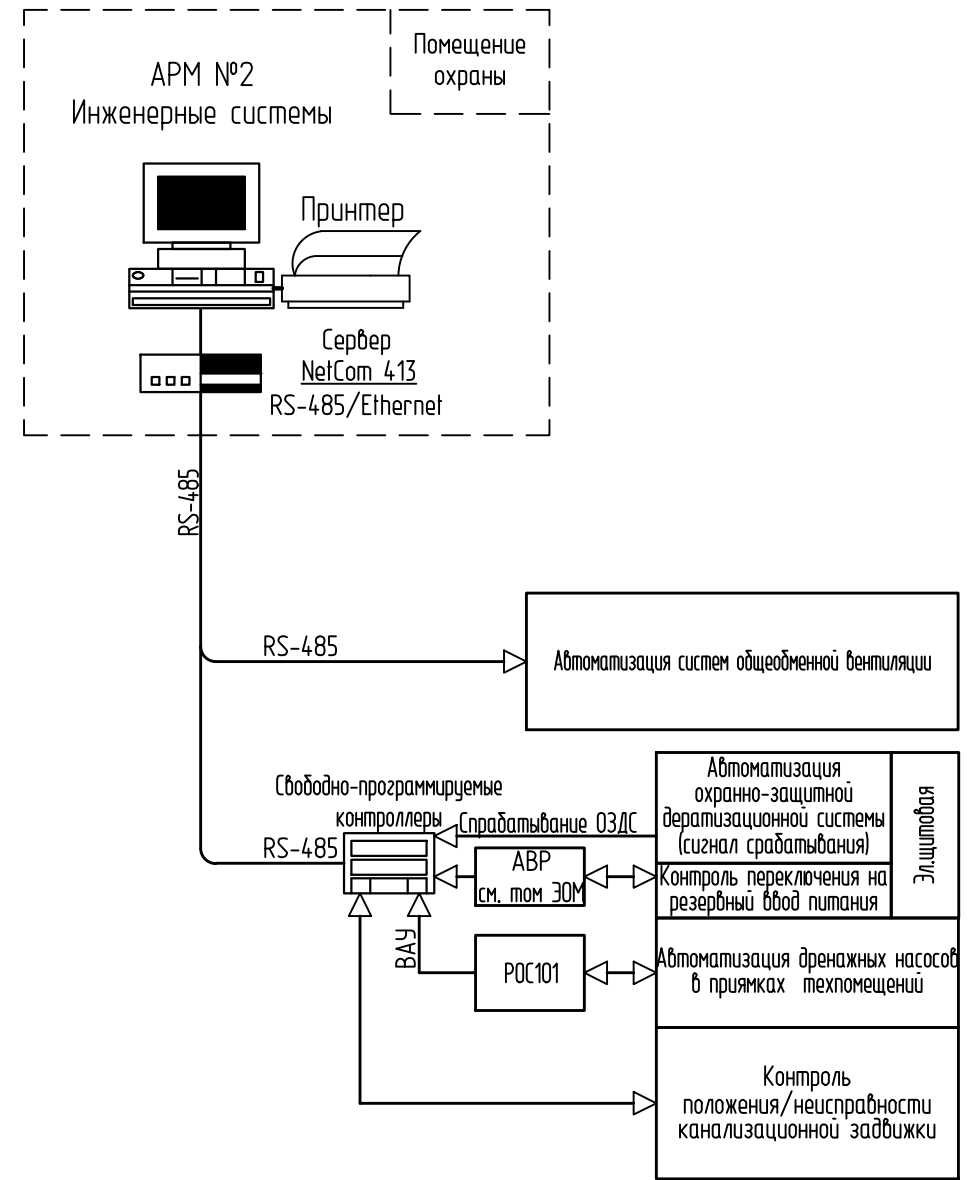 Помещение
охраны
АРМ №2
Инженерные системы
Принтер
Сервер
NetCom 413
RS-485/Ethernet
RS-485
RS-485
Автоматизация систем общеобменной вентиляции
Свободно-программируемые
контроллеры
RS-485
Спрабатывание ОЗДС
Автоматизация
охранно-защитной
дератизационной системы
(сигнал срабатывания)
Эл.щитовая
АВР
см. том ЭОМ
Контроль переключения на
резервный ввод питания
ВАУ
РОС101
Автоматизация дренажных насосов
в приямках техпомещений
Контроль
положения/неисправности
канализационной задвижки